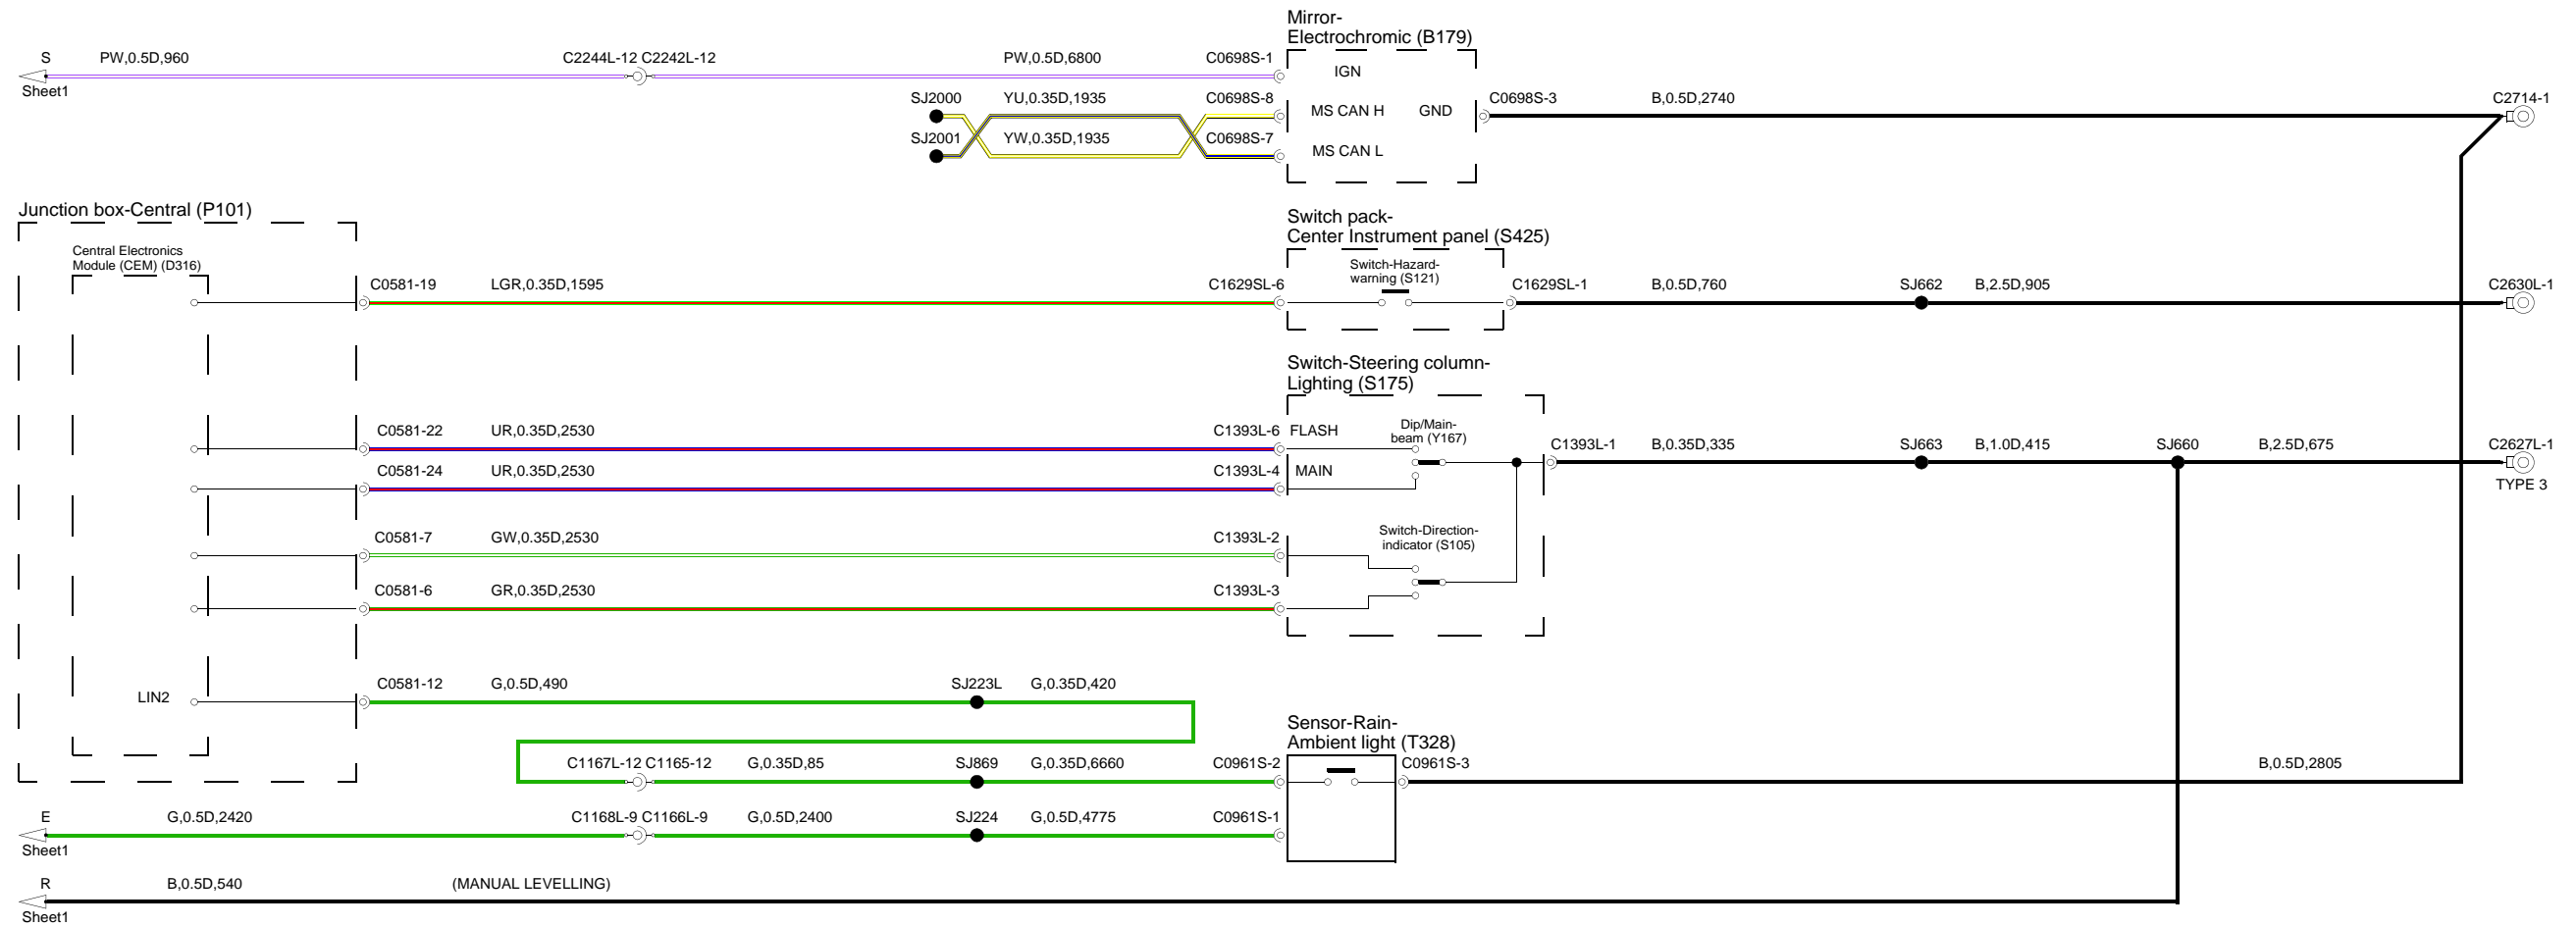 Mirror-
Electrochromic (B179)
S PW,0.5D,960 C2244L-12 C2242L-12 PW,0.5D,6800 C0698S-1
IGN
Sheet1
SJ2000 YU,0.35D,1935 C0698S-8 MS CAN H GND C0698S-3 B,0.5D,2740 C2714-1
SJ2001 YW,0.35D,1935 C0698S-7
MS CAN L
Junction box-Central (P101)
Switch pack-
Center Instrument panel (S425)
Central Electronics
Module (CEM) (D316)
Switch-Hazard-
warning (S121)
C0581-19 LGR,0.35D,1595 C1629SL-6 C1629SL-1 B,0.5D,760 SJ662 B,2.5D,905 C2630L-1
Switch-Steering column-
Lighting (S175)
C0581-22 UR,0.35D,2530 C1393L-6 FLASH
Dip/Main-
beam (Y167)
C1393L-1 B,0.35D,335 SJ663 B,1.0D,415 SJ660 B,2.5D,675 C2627L-1
C0581-24 UR,0.35D,2530 C1393L-4 MAIN
TYPE 3
C0581-7 GW,0.35D,2530 C1393L-2
Switch-Direction-
indicator (S105)
C0581-6 GR,0.35D,2530 C1393L-3
LIN2
C0581-12 G,0.5D,490 SJ223L G,0.35D,420
Sensor-Rain-
Ambient light (T328)
C1167L-12 C1165-12 G,0.35D,85 SJ869 G,0.35D,6660 C0961S-2 C0961S-3 B,0.5D,2805
E G,0.5D,2420 C1168L-9 C1166L-9 G,0.5D,2400 SJ224 G,0.5D,4775 C0961S-1
Sheet1
R B,0.5D,540 (MANUAL LEVELLING)
Sheet1